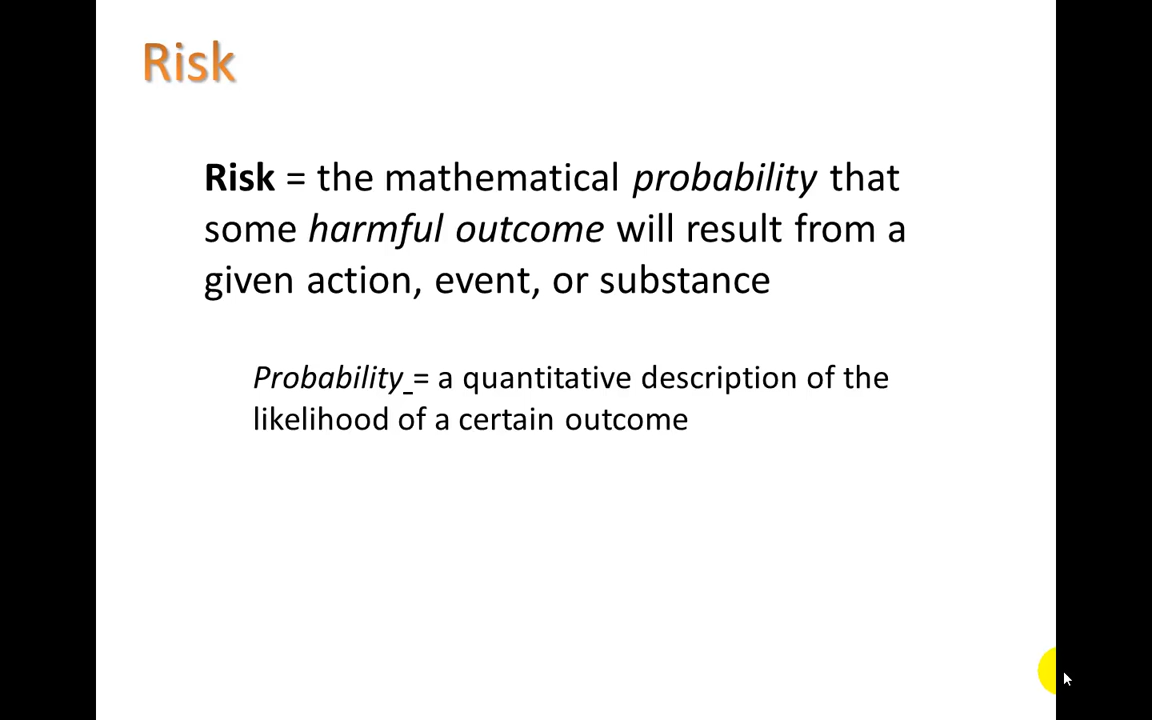 Risk
Risk = the mathematical probability that
some harmful outcome will result from a
given action, event, or substance
Probability = a quantitative description of the
likelihood of a certain outcome